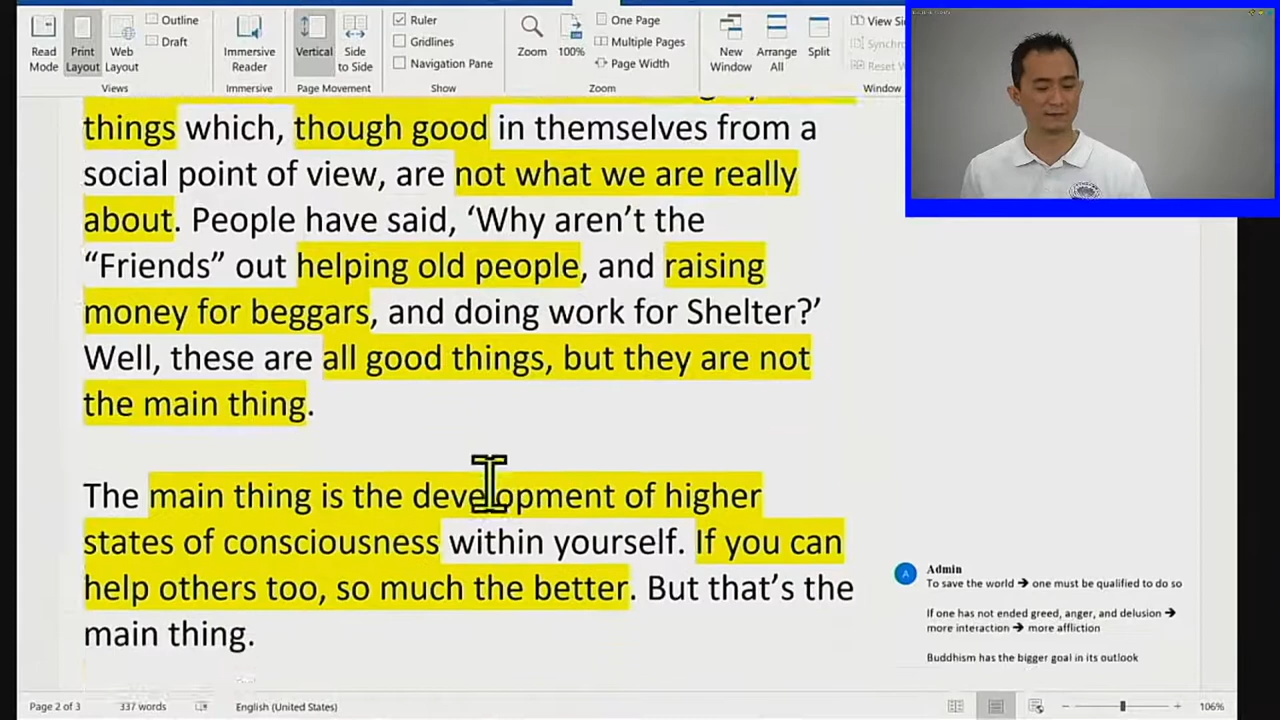 Read Mode
Print Layout
Web Layout
Outline
Draft
Views
Immersive Reader
Immersive
Vertical
Side to Side
Page Movement
Ruler
Gridlines
Navigation Pane
Show
Zoom
100%
One Page
Multiple Pages
Page Width
Zoom
New Window
Arrange All
Split
View Si
Synchro
Reset W
Window
things which, though good in themselves from a
social point of view, are not what we are really
about. People have said, ‘Why aren’t the
“Friends” out helping old people, and raising
money for beggars, and doing work for Shelter?’
Well, these are all good things, but they are not
the main thing.
The main thing is the development of higher
states of consciousness within yourself. If you can
help others too, so much the better. But that’s the
main thing.
A
Admin
To save the world → one must be qualified to do so
If one has not ended greed, anger, and delusion →
more interaction → more affliction
Buddhism has the bigger goal in its outlook
Page 2 of 3
337 words
English (United States)
106%